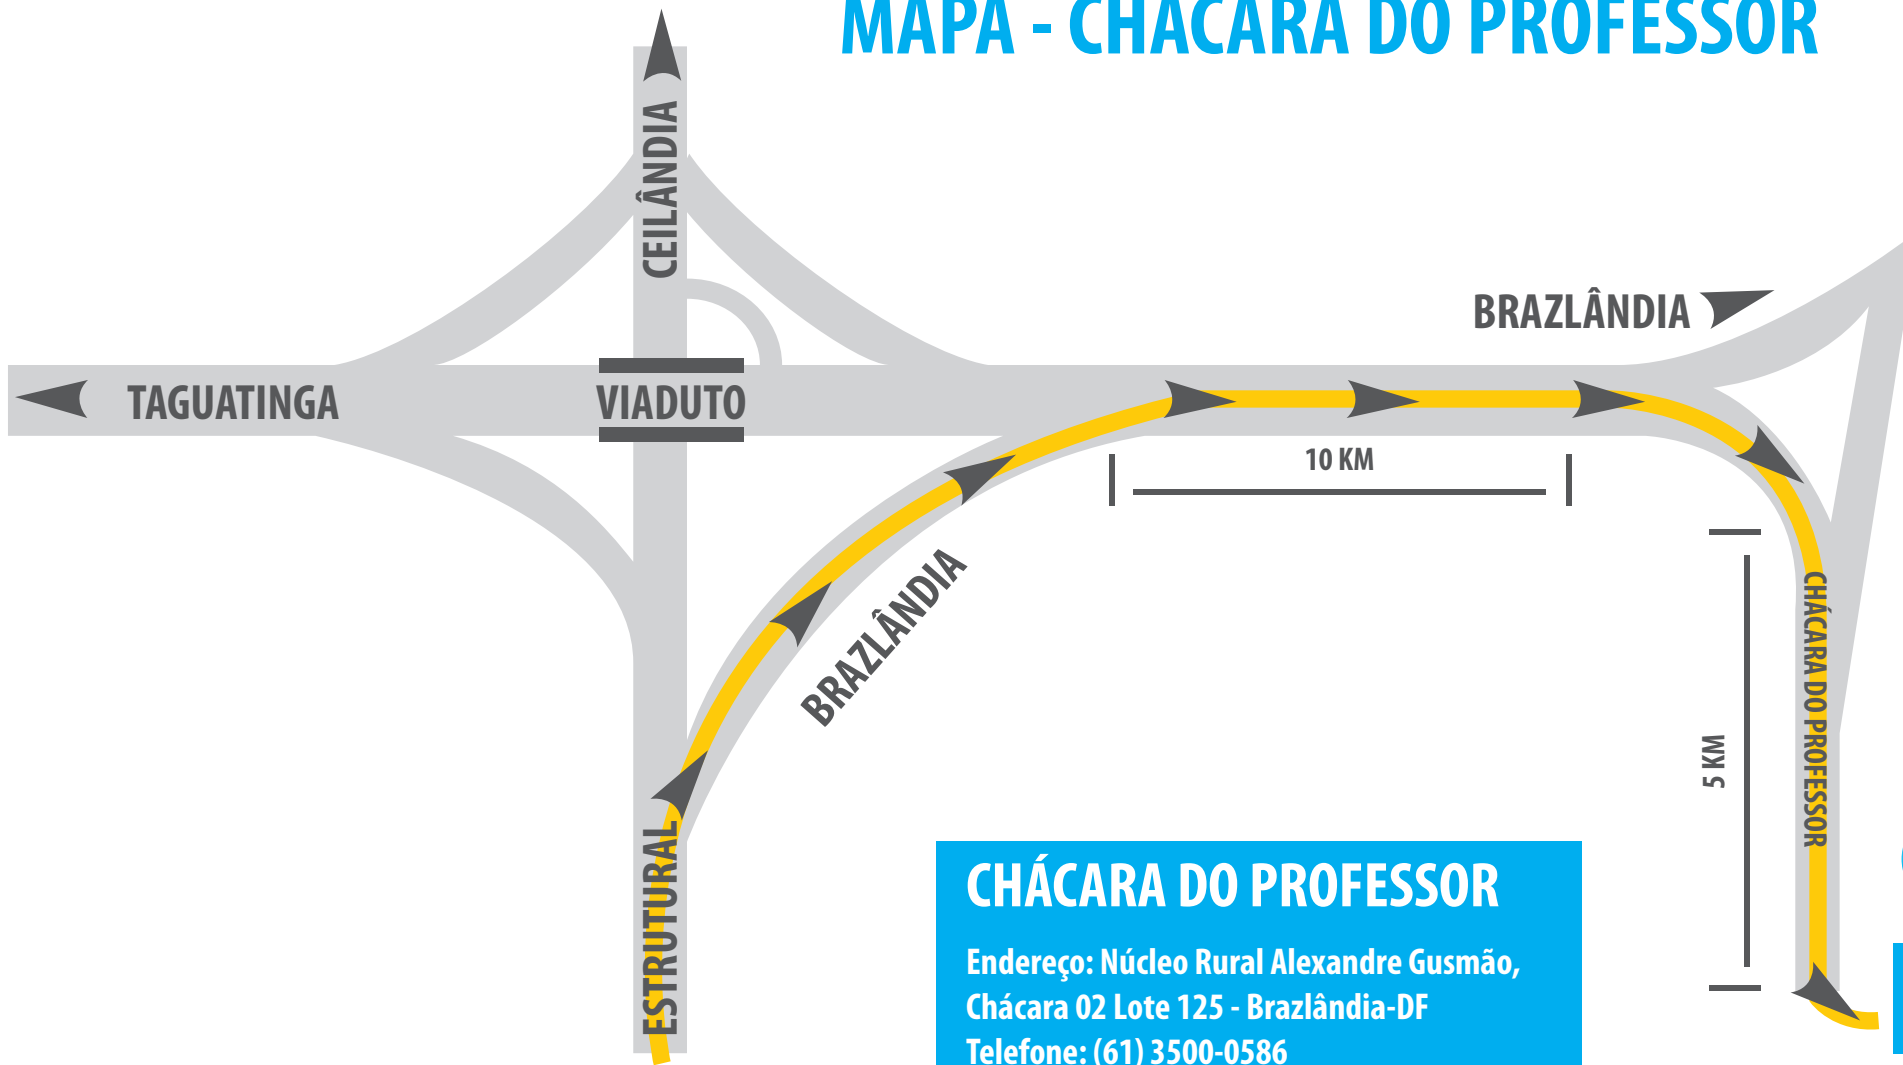 MAPA - CHÁCARA DO PROFESSOR
CEILÂNDIA
BRAZLÂNDIA
TAGUATINGA
VIADUTO
10 KM
BRAZLÂNDIA
CHÁCARA DO PROFESSOR
5 KM
ESTRUTURAL
CHÁCARA DO PROFESSOR
Endereço: Núcleo Rural Alexandre Gusmão,
Chácara 02 Lote 125 - Brazlândia-DF
Telefone: (61) 3500-0586